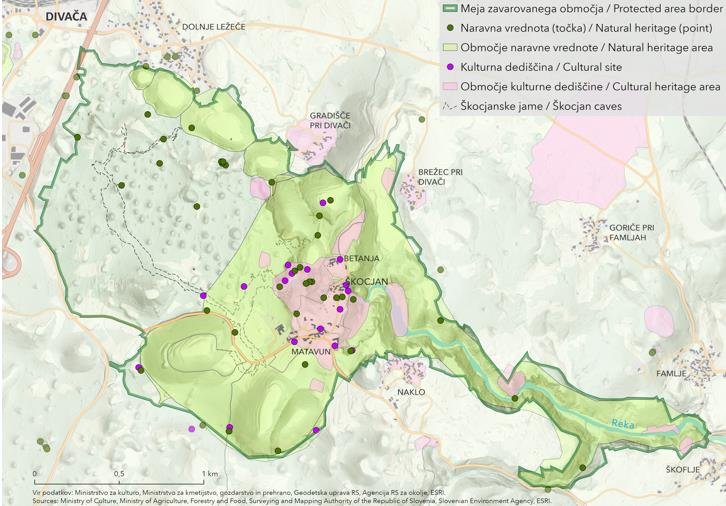 DIVAČA
DOLNJE LEŽEČE
Meja zavarovanega območja / Protected area border
Naravna vrednota (točka) / Natural heritage (point)
Območje naravne vrednote / Natural heritage area
Kulturna dediščina / Cultural site
Območje kulturne dediščine / Cultural heritage area
Škocjanske jame / Škocjan caves
GRADIŠČE
PRI DIVAČI
BREŽEC PRI
DIVAČI
GORIČE PRI
FAMLJAH
BETANJA
ŠKOCJAN
MATAVUN
NAKLO
FAMLJE
Reka
ŠKOFLJE
0 0,5 1 km
Vir podatkov: Ministrstvo za kulturo, Ministrstvo za kmetijstvo, gozdarstvo in prehrano, Geodetska uprava RS, Agencija RS za okolje, ESRI.
Sources: Ministry of Culture, Ministry of Agriculture, Forestry and Food, Surveying and Mapping Authority of the Republic of Slovenia, Slovenian Environment Agency, ESRI.